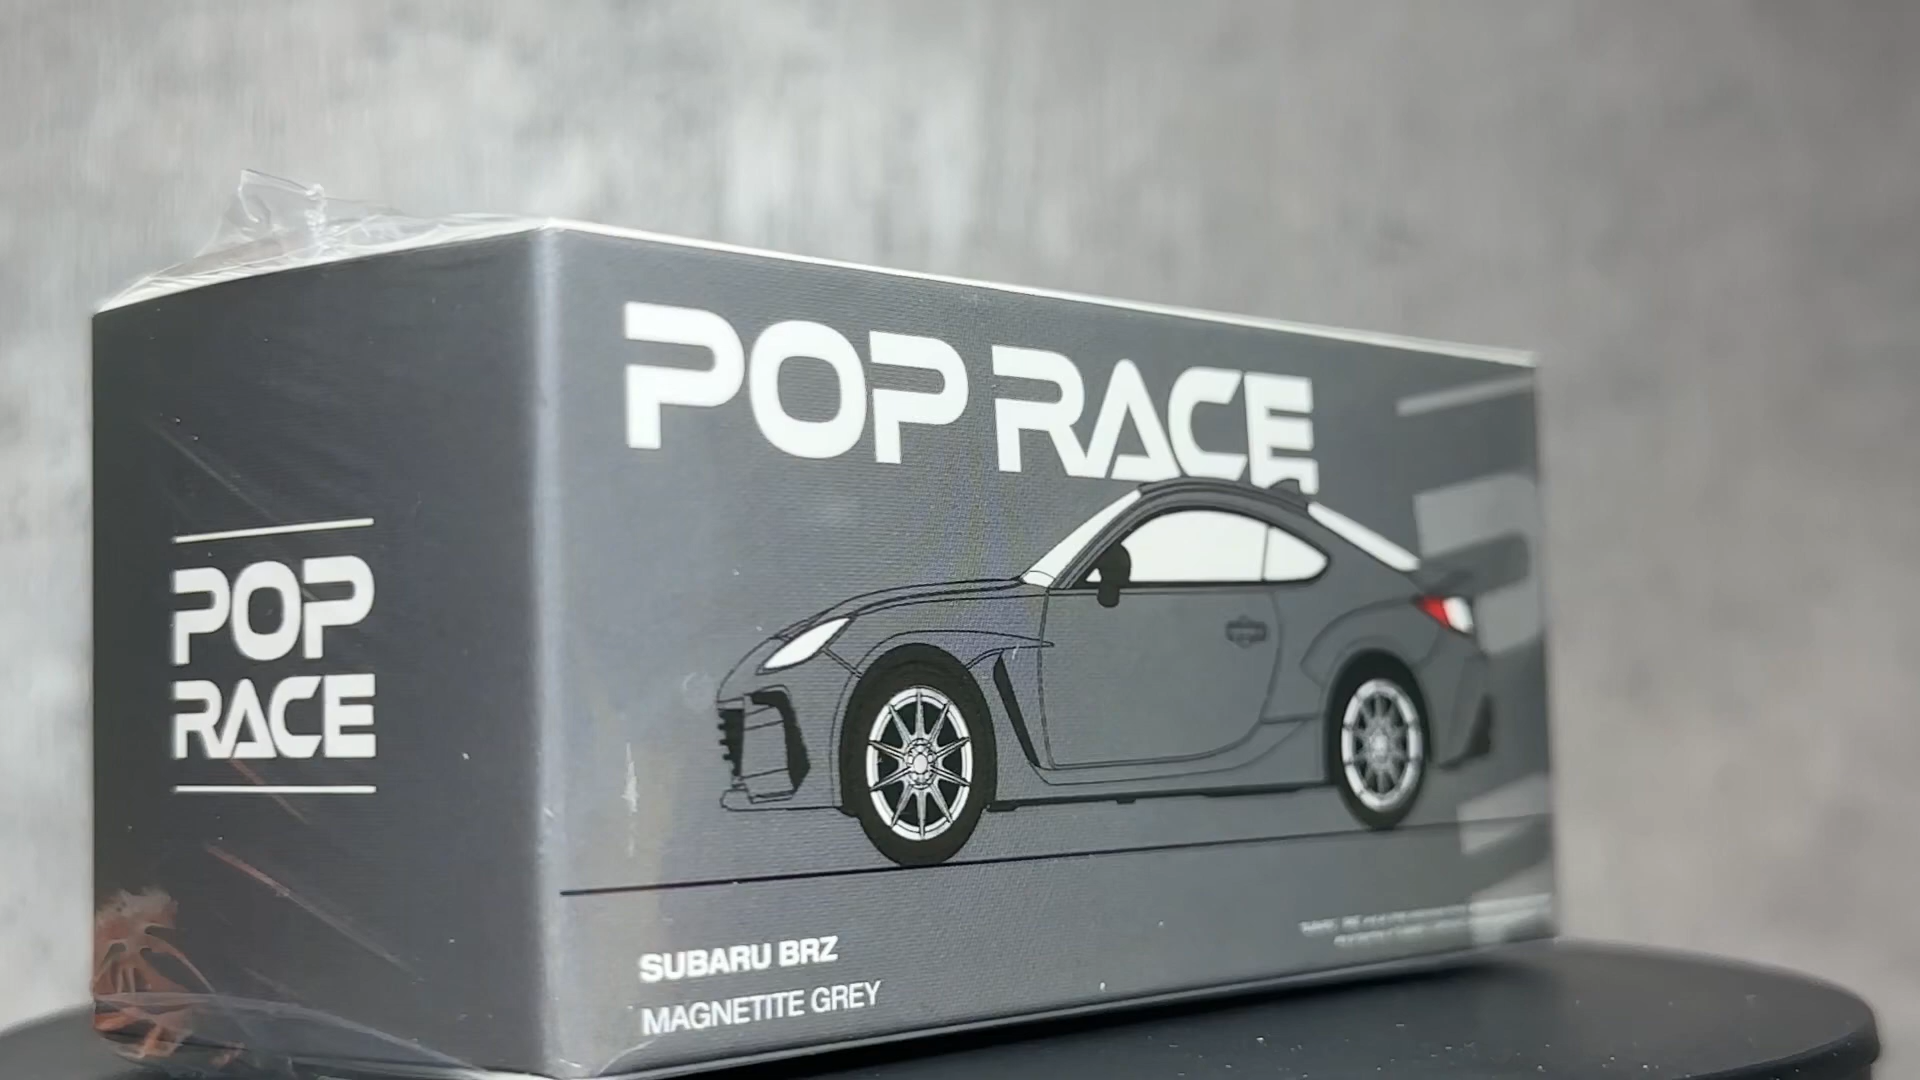 POP
RACE
POP RACE
SUBARU BRZ
MAGNETITE GREY